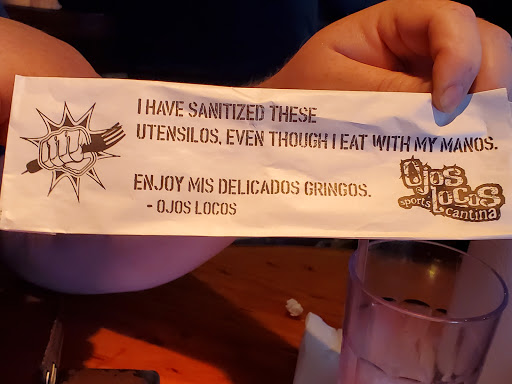 I HAVE SANITIZED THESE
UTENSILOS, EVEN THOUGH I EAT WITH MY MANOS.
ENJOY MIS DELICADOS GRINGOS.
- OJOS LOCOS
Ojos
Locos
sports
cantina